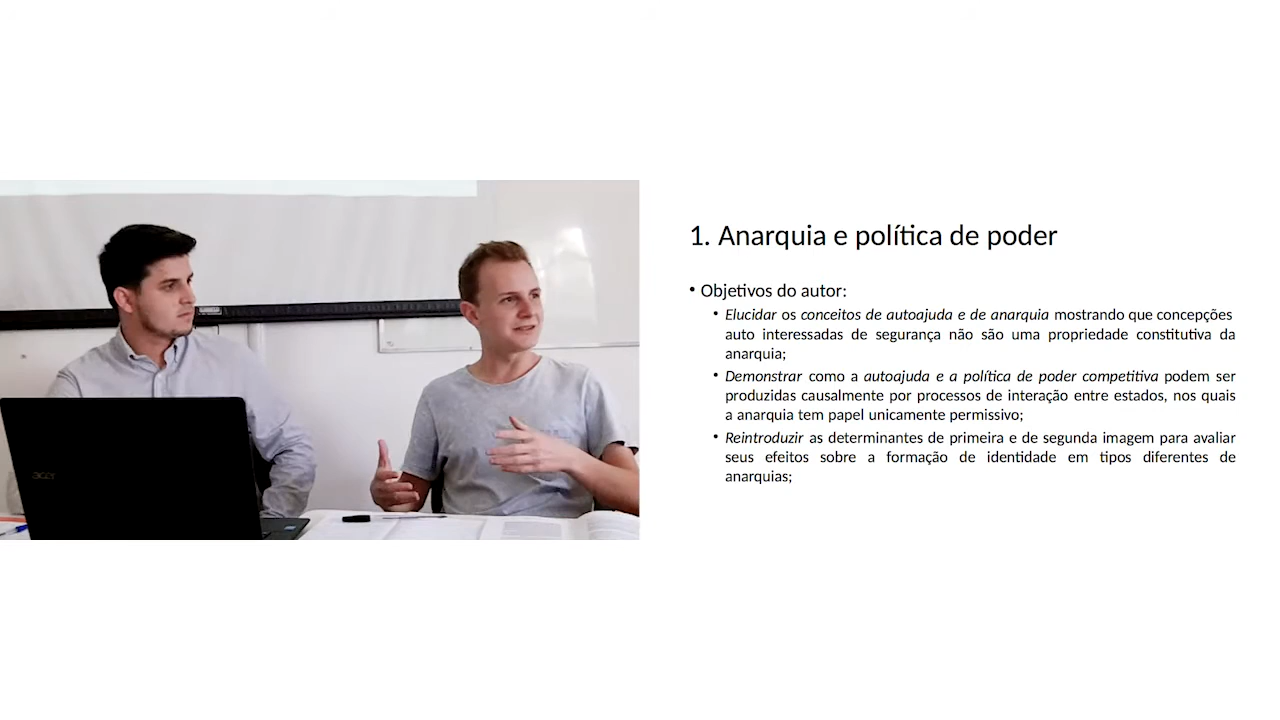 1. Anarquia e política de poder
• Objetivos do autor:
• Elucidar os conceitos de autoajuda e de anarquia mostrando que concepções
auto interessadas de segurança não são uma propriedade constitutiva da
anarquia;
• Demonstrar como a autoajuda e a política de poder competitiva podem ser
produzidas causalmente por processos de interação entre estados, nos quais
a anarquia tem papel unicamente permissivo;
• Reintroduzir as determinantes de primeira e de segunda imagem para avaliar
seus efeitos sobre a formação de identidade em tipos diferentes de
anarquias;
acer